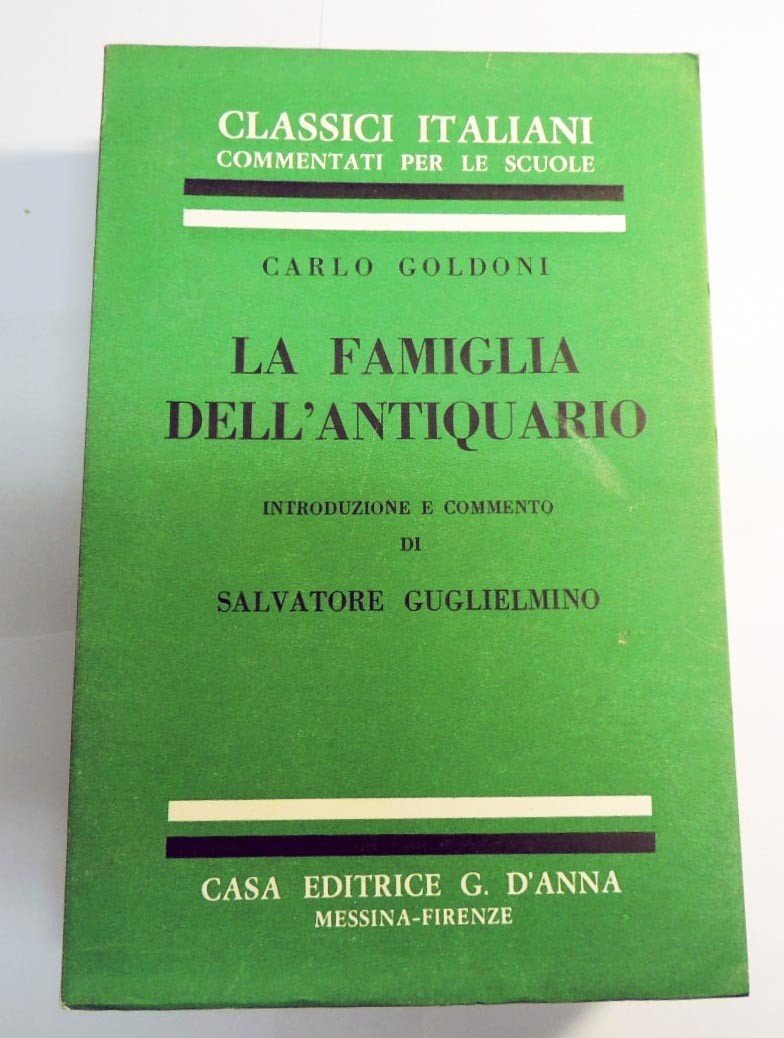 CLASSICI ITALIANI
COMMENTATI PER LE SCUOLE
CARLO GOLDONI
LA FAMIGLIA
DELL'ANTIQUARIO
INTRODUZIONE E COMMENTO
DI
SALVATORE GUGLIELMINO
CASA EDITRICE G. D'ANNA
MESSINA-FIRENZE